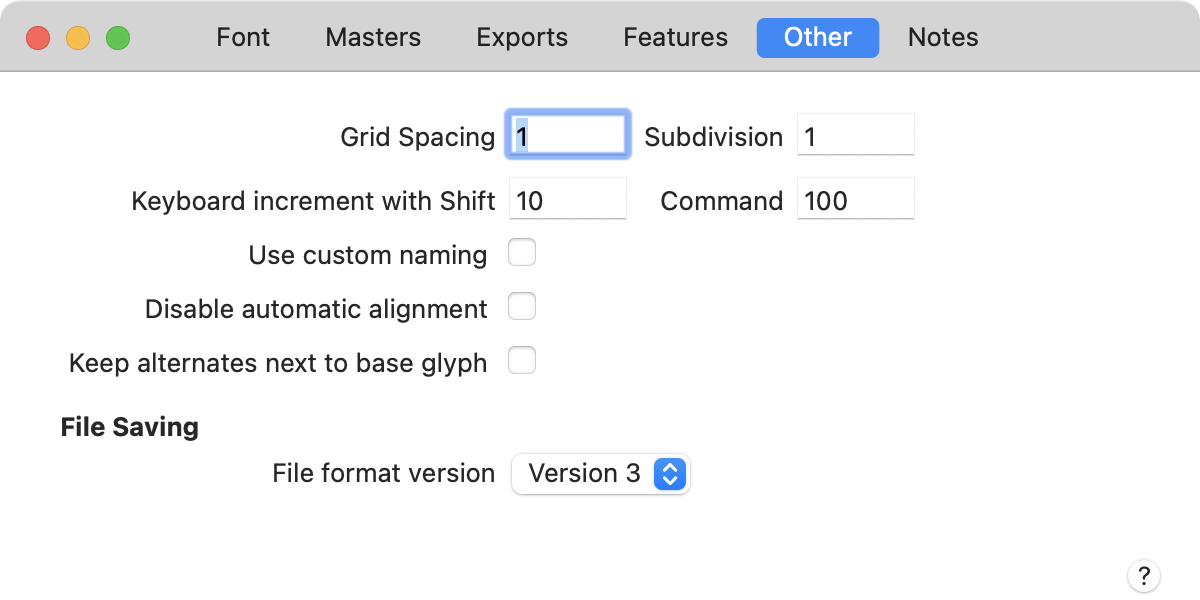 Font Masters Exports Features Other Notes
Grid Spacing 1 Subdivision 1
Keyboard increment with Shift 10 Command 100
Use custom naming
Disable automatic alignment
Keep alternates next to base glyph
File Saving
File format version Version 3
?